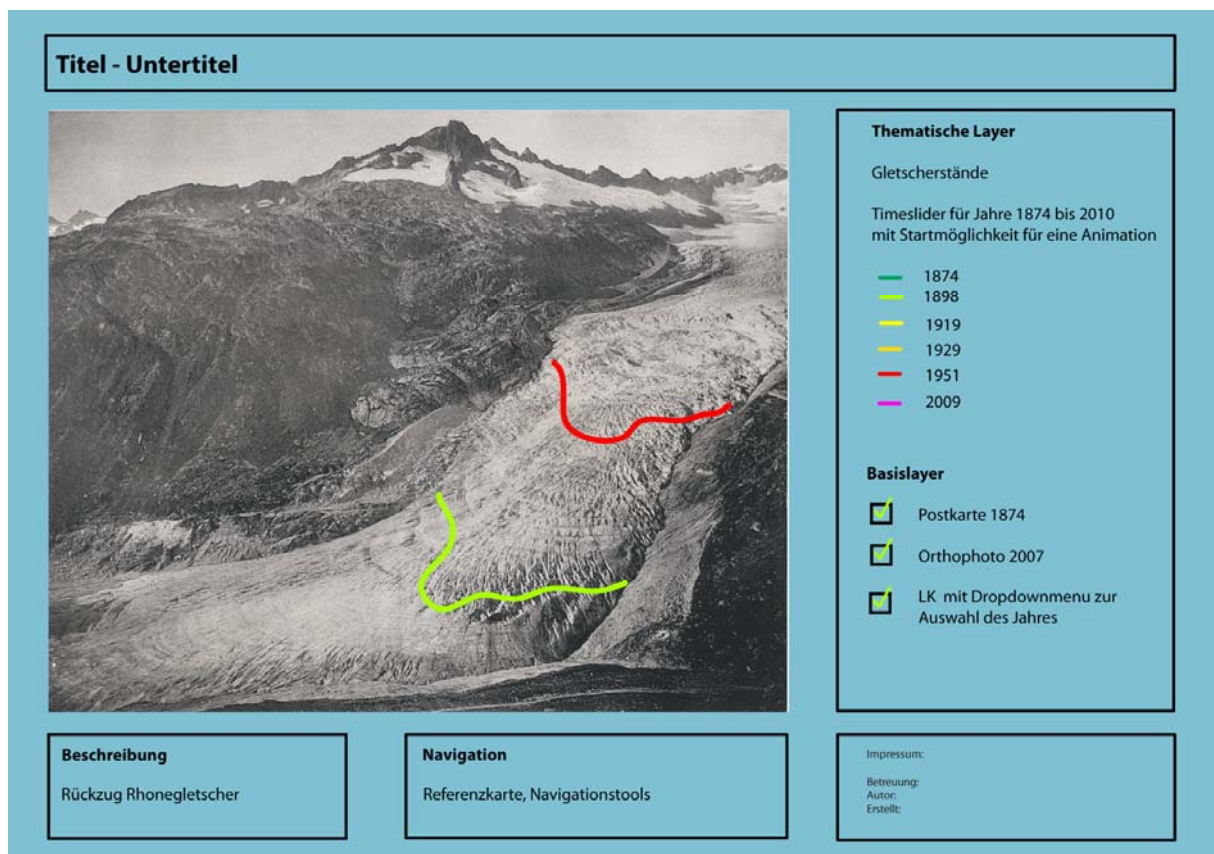 Titel - Untertitel
Thematische Layer
Gletscherstände
Timeslider für Jahre 1874 bis 2010
mit Startmöglichkeit für eine Animation
1874
1898
1919
1929
1951
2009
Basislayer
Postkarte 1874
Orthophoto 2007
LK mit Dropdownmenu zur
Auswahl des Jahres
Beschreibung
Rückzug Rhonegletscher
Navigation
Referenzkarte, Navigationstools
Impressum:
Betreuung:
Autor:
Erstellt: